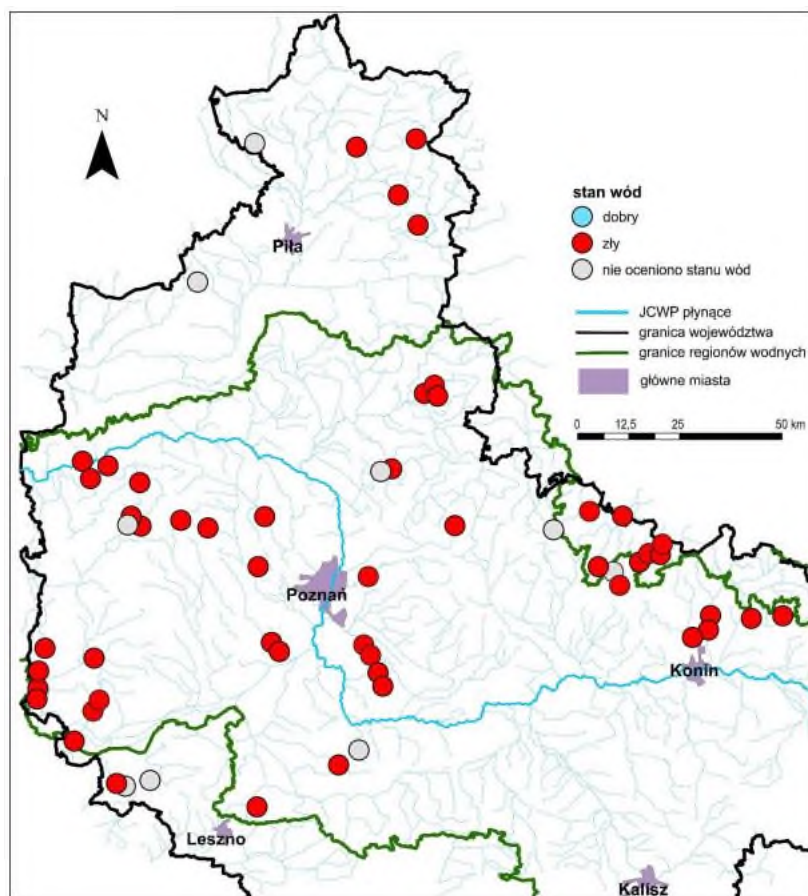 N
stan wód
dobry
zły
nie oceniono stanu wód
JCWP płynące
granica województwa
granice regionów wodnych
główne miasta
0 12,5 25 50 km
Piła
Poznań
Konin
Leszno
Kalisz